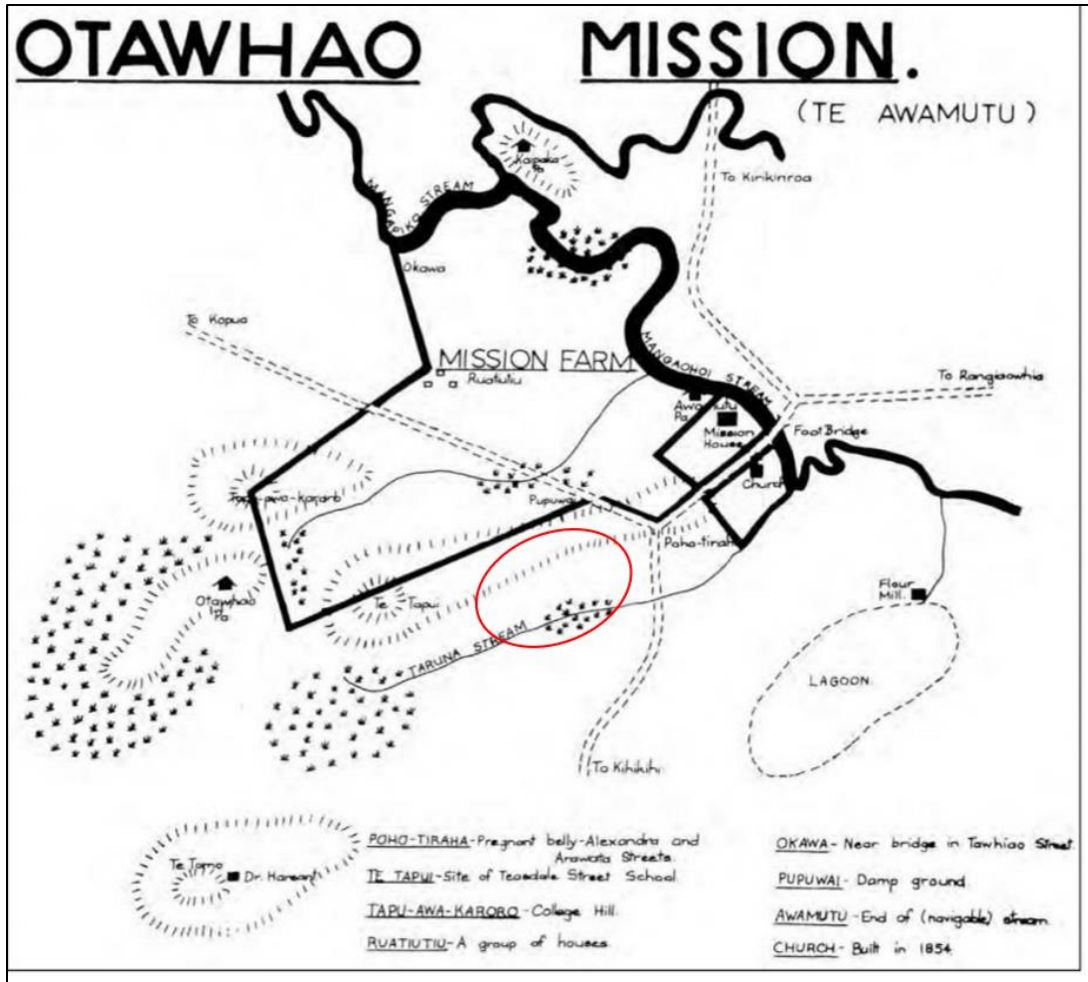 OTAWHAO MISSION.
(TE AWAMUTU)
Kaipaka Pa
To Kirikinroa
MANGAPIKO STREAM
Okawa
To Kopua
MISSION FARM
Ruatiutiu
MANGAOHOI STREAM
To Rangiaowhia
Awamutu Pa
Mission House
Foot Bridge
Church
Tapu-awa-karoro
Pupuwai
Poho-tiraha
Otawhao Pa
Te Tapui
Flour Mill.
TARUNA STREAM
LAGOON.
To Kihikihi
Te Tomo
Dr. Harsant
POHO-TIRAHA-Pregnant belly-Alexandra and
Arawata Streets.
TE TAPUI-Site of Teasdale Street School.
TAPU-AWA-KARORO-College Hill.
RUATIUTIU-A group of houses.
OKAWA-Near bridge in Tawhiao Street.
PUPUWAI-Damp ground
AWAMUTU-End of (navigable) stream
CHURCH-Built in 1854.